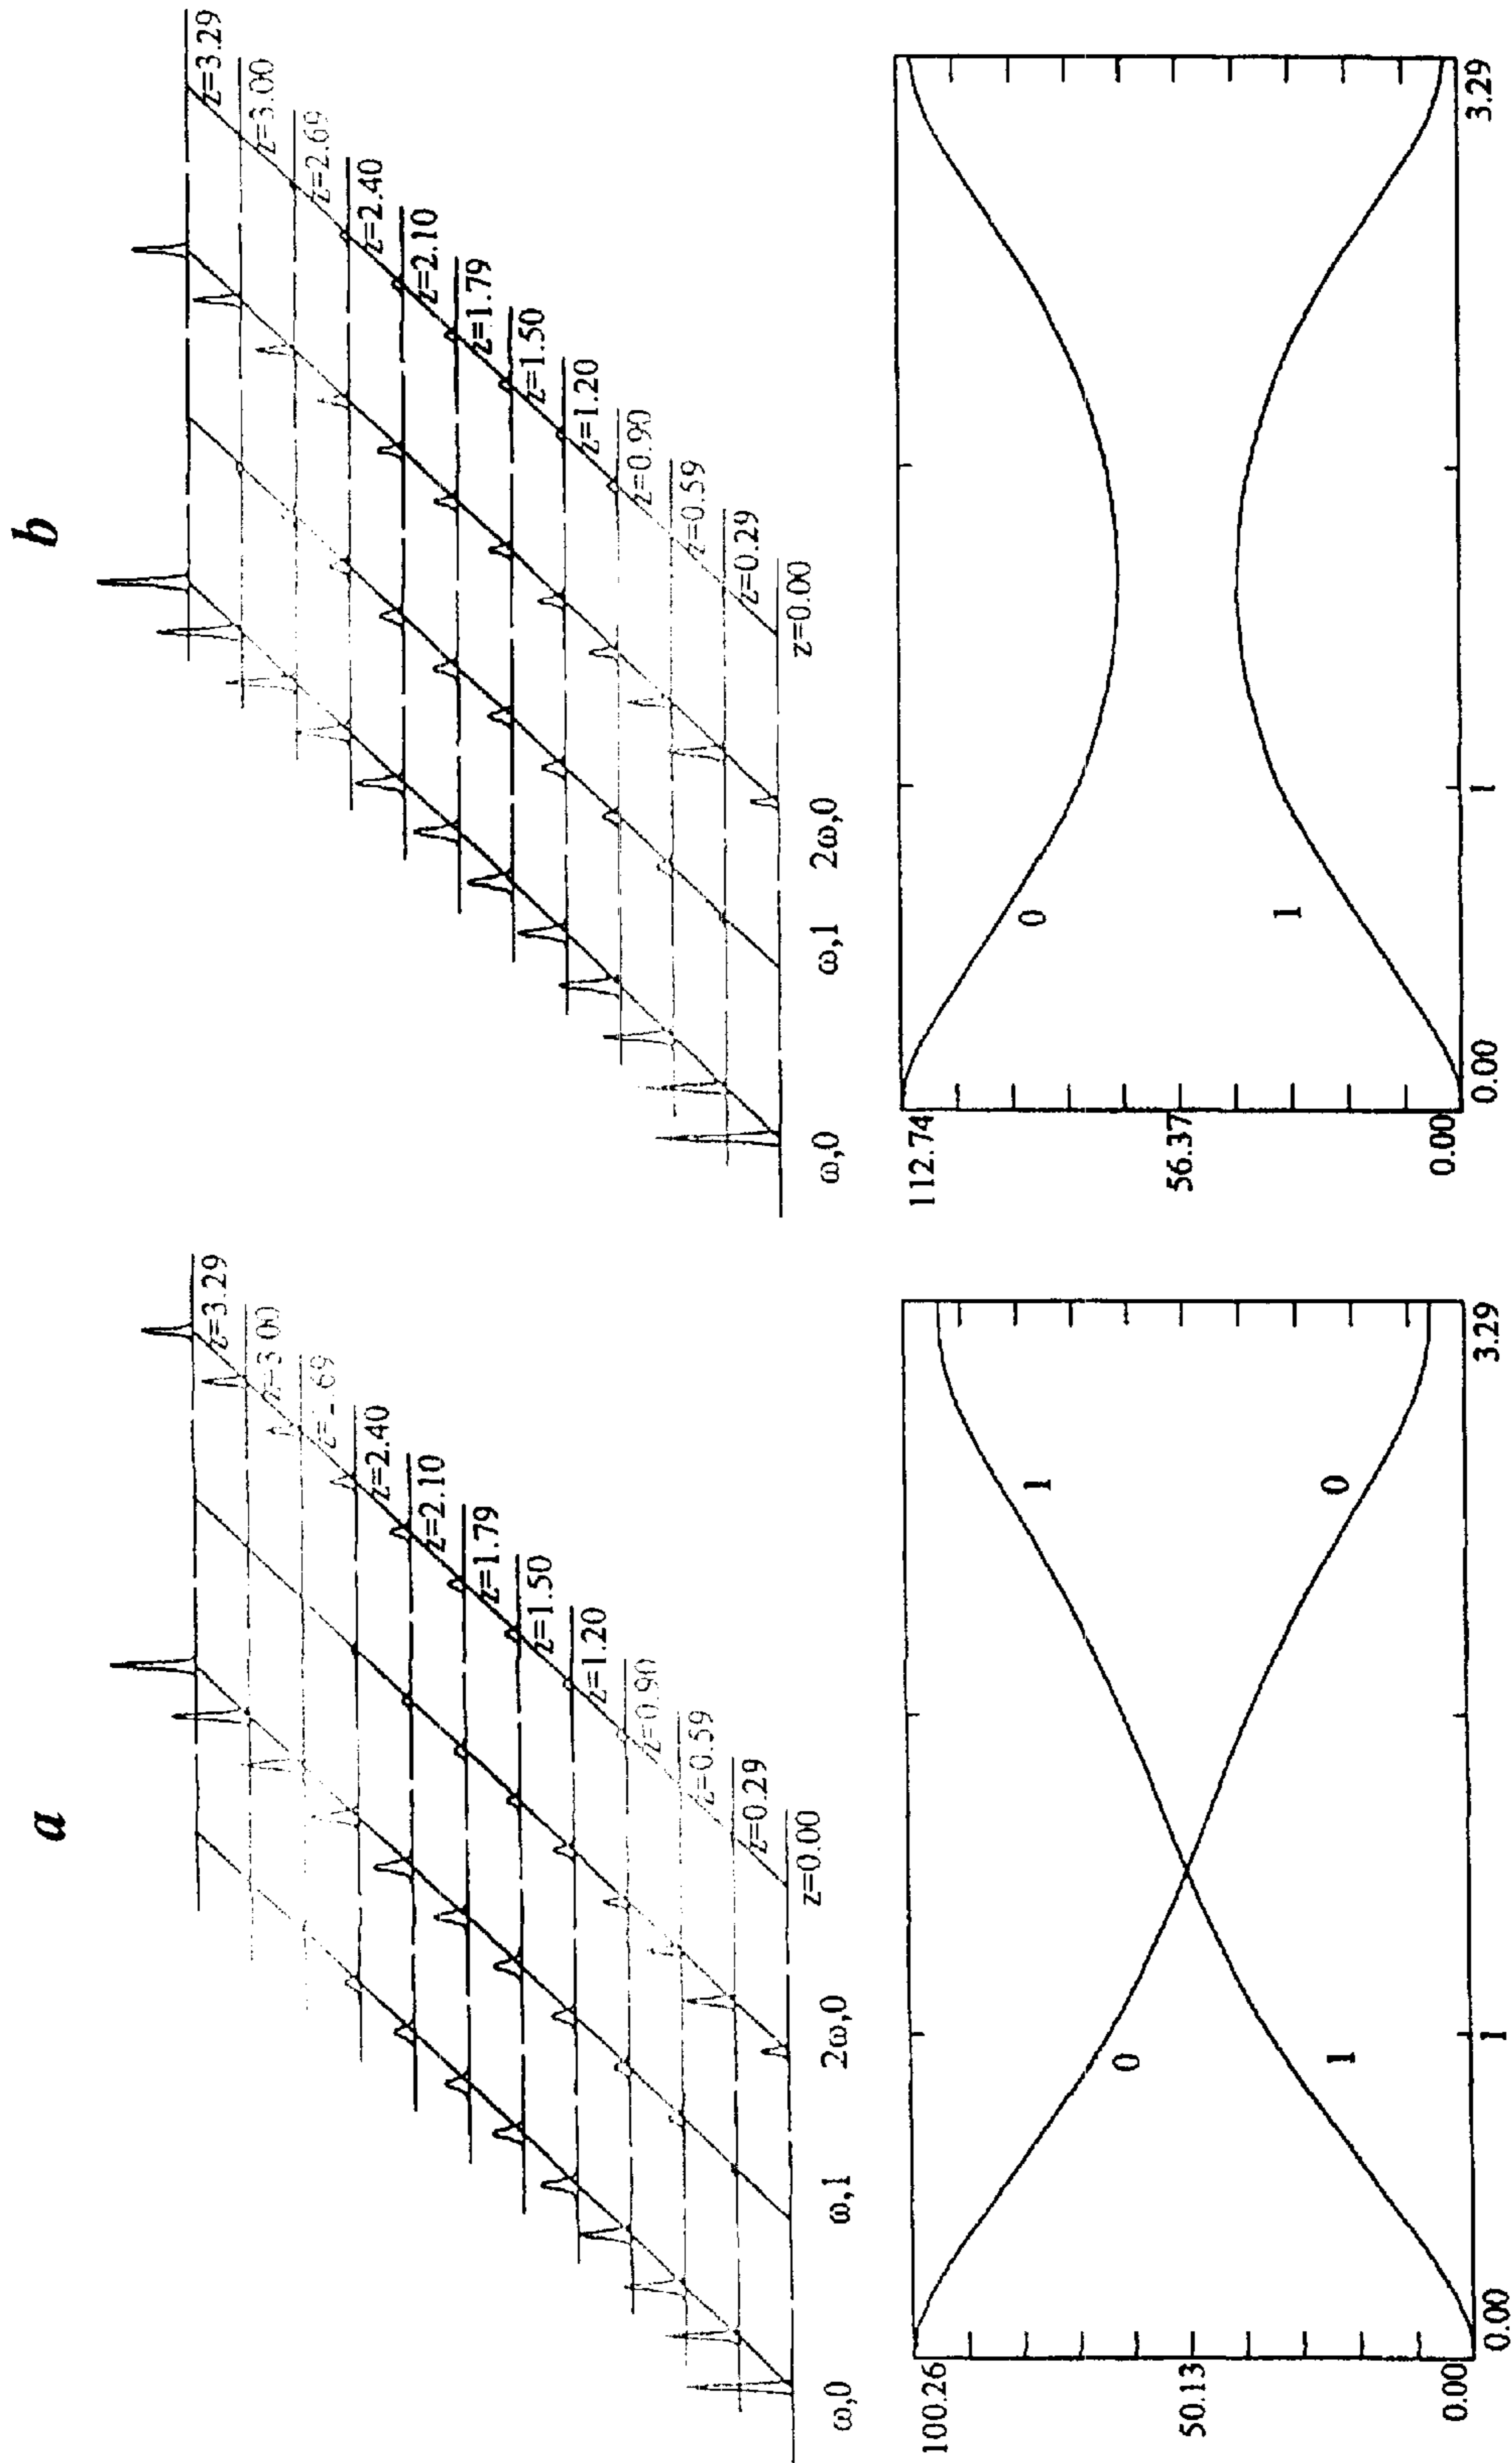 a
z=3.29
z=3.00
z=2.69
z=2.40
z=2.10
z=1.79
z=1.50
z=1.20
z=0.90
z=0.59
z=0.29
z=0.00
ω,0
ω,1
2ω,0
100.26
50.13
0.00
0
1
1
0
0.00
1
3.29
b
z=3.29
z=3.00
z=2.69
z=2.40
z=2.10
z=1.79
z=1.50
z=1.20
z=0.90
z=0.59
z=0.29
z=0.00
ω,0
ω,1
2ω,0
112.74
56.37
0.00
0
1
0.00
1
3.29